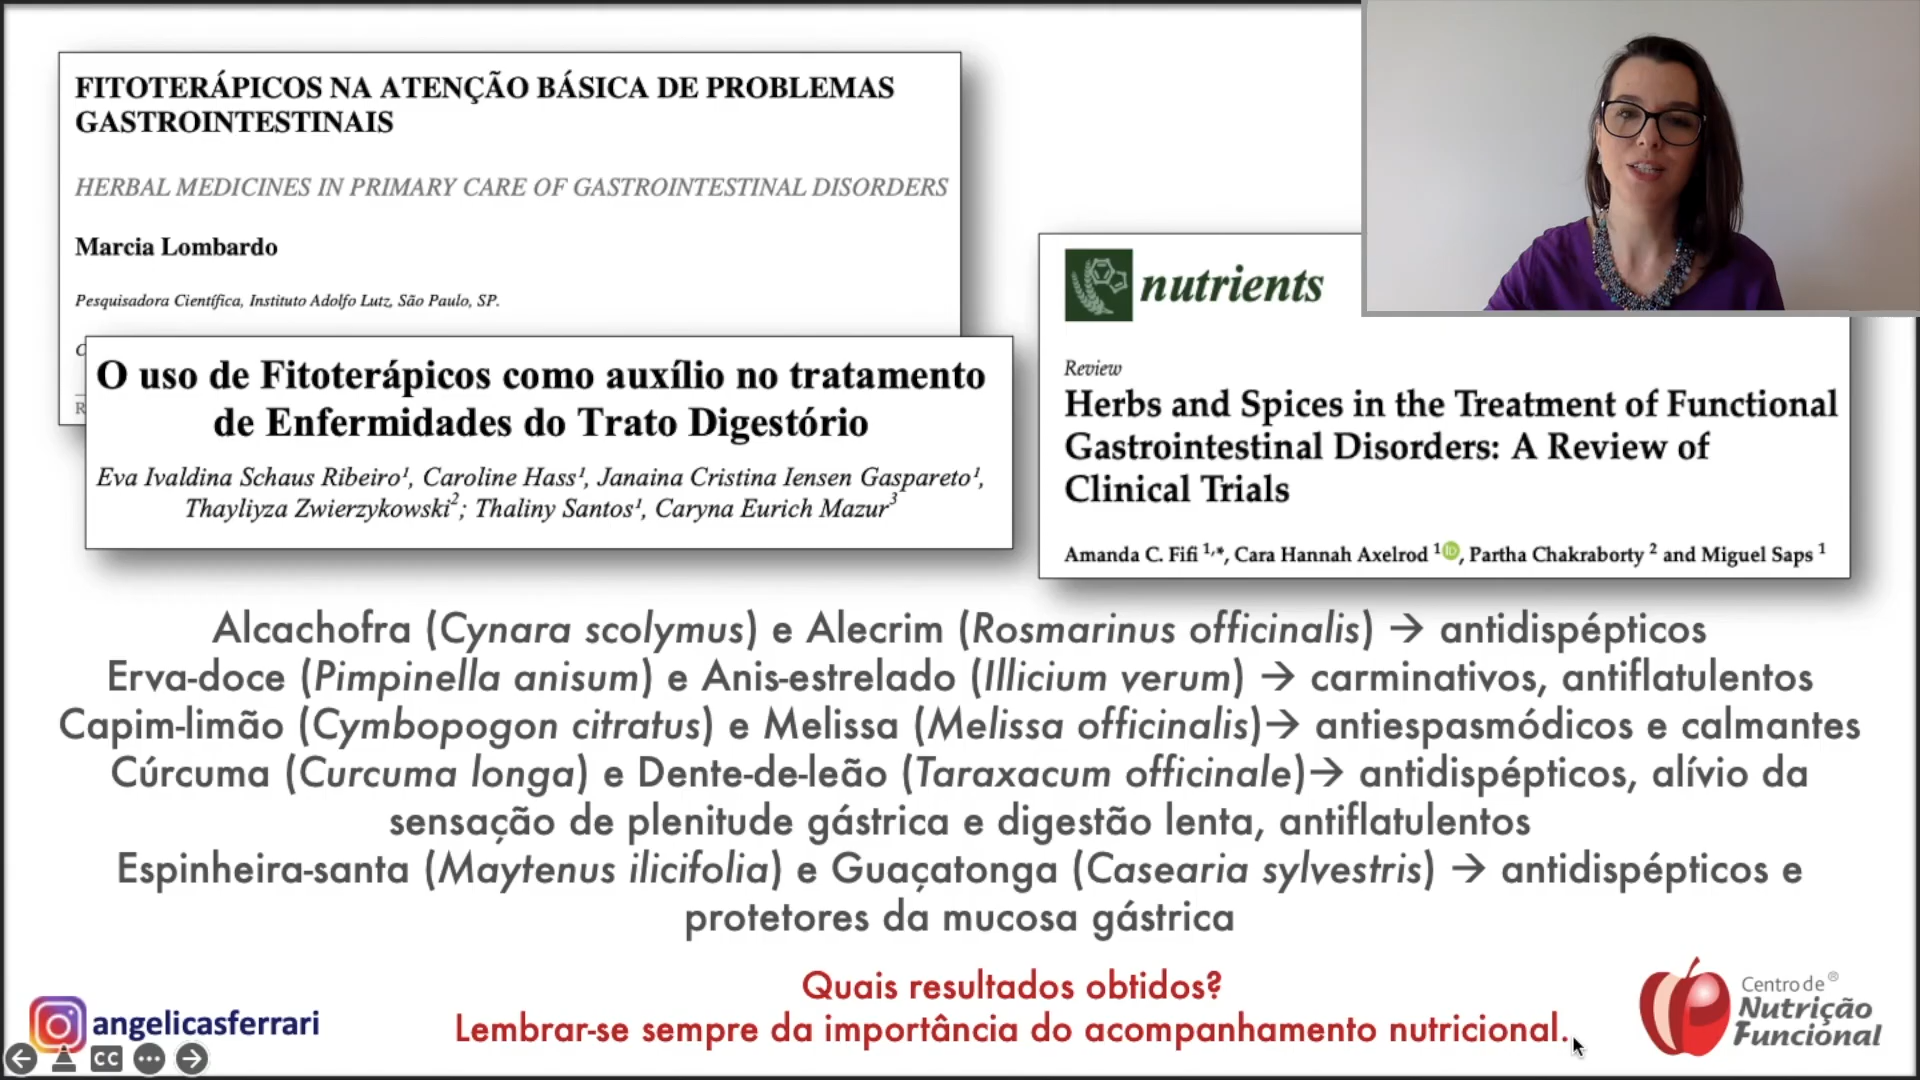 FITOTERÁPICOS NA ATENÇÃO BÁSICA DE PROBLEMAS
GASTROINTESTINAIS
HERBAL MEDICINES IN PRIMARY CARE OF GASTROINTESTINAL DISORDERS
Marcia Lombardo
Pesquisadora Científica, Instituto Adolfo Lutz, São Paulo, SP.
O uso de Fitoterápicos como auxílio no tratamento
de Enfermidades do Trato Digestório
Eva Ivaldina Schaus Ribeiro¹, Caroline Hass¹, Janaina Cristina Iensen Gaspareto¹,
Thayliyza Zwierzykowski²; Thaliny Santos¹, Caryna Eurich Mazur³
nutrients
Review
Herbs and Spices in the Treatment of Functional
Gastrointestinal Disorders: A Review of
Clinical Trials
Amanda C. Fifi ¹,*, Cara Hannah Axelrod ¹ iD, Partha Chakraborty ² and Miguel Saps ¹
Alcachofra (Cynara scolymus) e Alecrim (Rosmarinus officinalis) → antidispépticos
Erva-doce (Pimpinella anisum) e Anis-estrelado (Illicium verum) → carminativos, antiflatulentos
Capim-limão (Cymbopogon citratus) e Melissa (Melissa officinalis)→ antiespasmódicos e calmantes
Cúrcuma (Curcuma longa) e Dente-de-leão (Taraxacum officinale)→ antidispépticos, alívio da
sensação de plenitude gástrica e digestão lenta, antiflatulentos
Espinheira-santa (Maytenus ilicifolia) e Guaçatonga (Casearia sylvestris) → antidispépticos e
protetores da mucosa gástrica
Quais resultados obtidos?
Lembrar-se sempre da importância do acompanhamento nutricional.
angelicasferrari
CC
Centro de®
Nutrição
Funcional